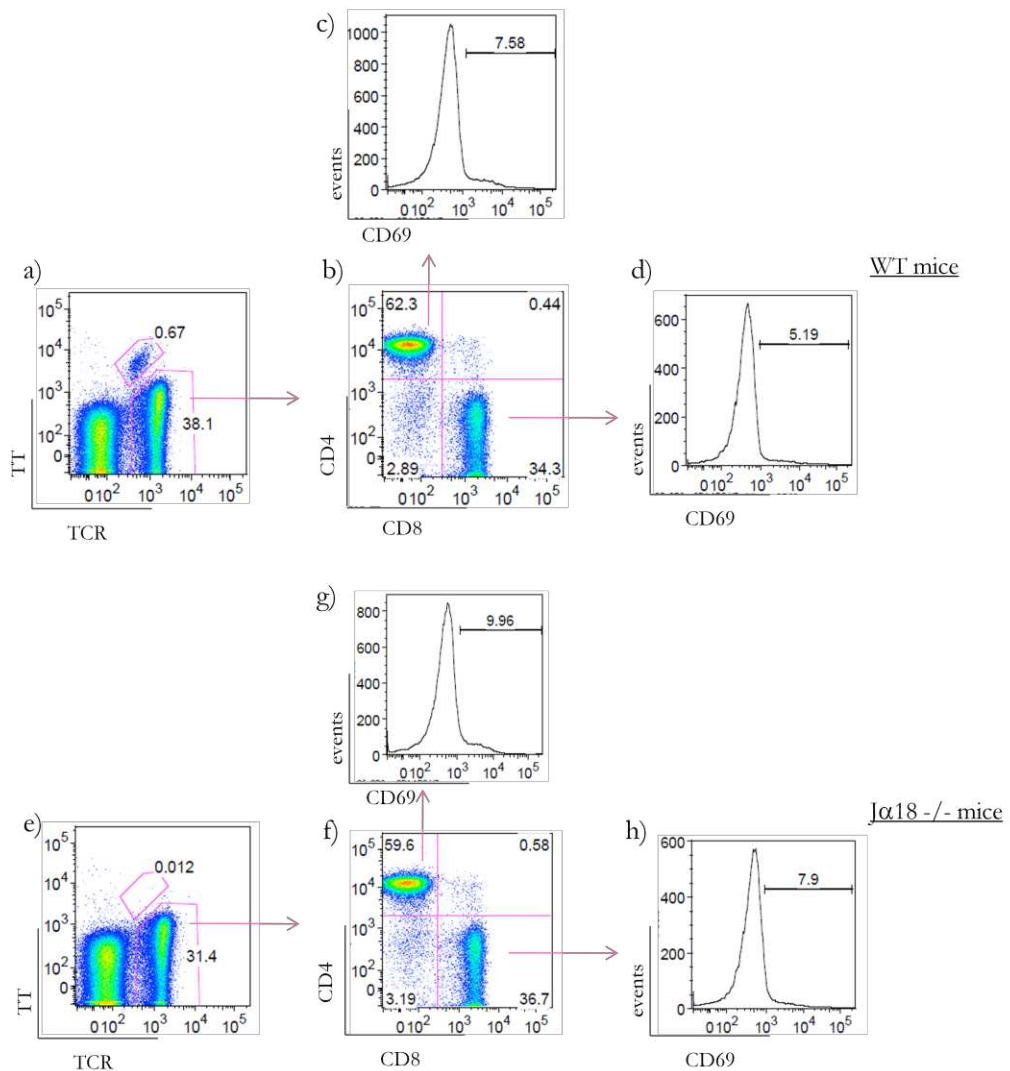 c)
1000
800
600
400
200
0
7.58
events
0 10² 10³ 10⁴ 10⁵
CD69
WT mice
a)
10⁵
10⁴
10³
10²
0
0.67
38.1
TT
0 10² 10³ 10⁴ 10⁵
TCR
b)
62.3 0.44
10⁵
10⁴
10³
10²
0
2.89 34.3
CD4
0 10² 10³ 10⁴ 10⁵
CD8
d)
600
400
200
0
5.19
events
0 10² 10³ 10⁴ 10⁵
CD69
g)
800
600
400
200
0
9.96
events
0 10² 10³ 10⁴ 10⁵
CD69
Jα18 -/- mice
e)
10⁵
10⁴
10³
10²
0
0.012
31.4
TT
0 10² 10³ 10⁴ 10⁵
TCR
f)
59.6 0.58
10⁵
10⁴
10³
10²
0
3.19 36.7
CD4
0 10² 10³ 10⁴ 10⁵
CD8
h)
600
400
200
0
7.9
events
0 10² 10³ 10⁴ 10⁵
CD69